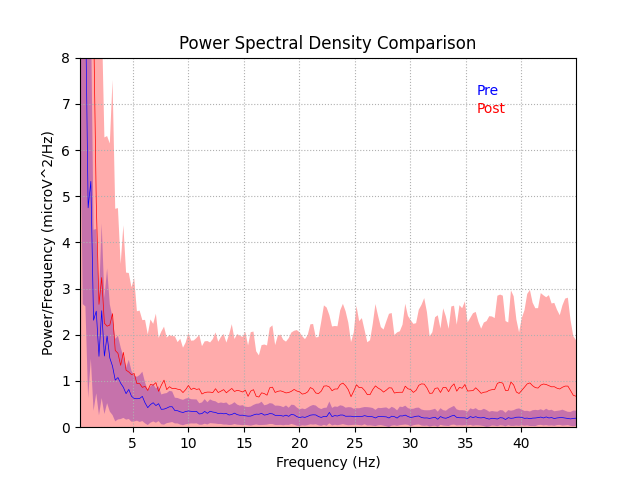 Power Spectral Density Comparison
8
7
6
5
4
3
2
1
0
Power/Frequency (microV^2/Hz)
Pre
Post
5 10 15 20 25 30 35 40
Frequency (Hz)